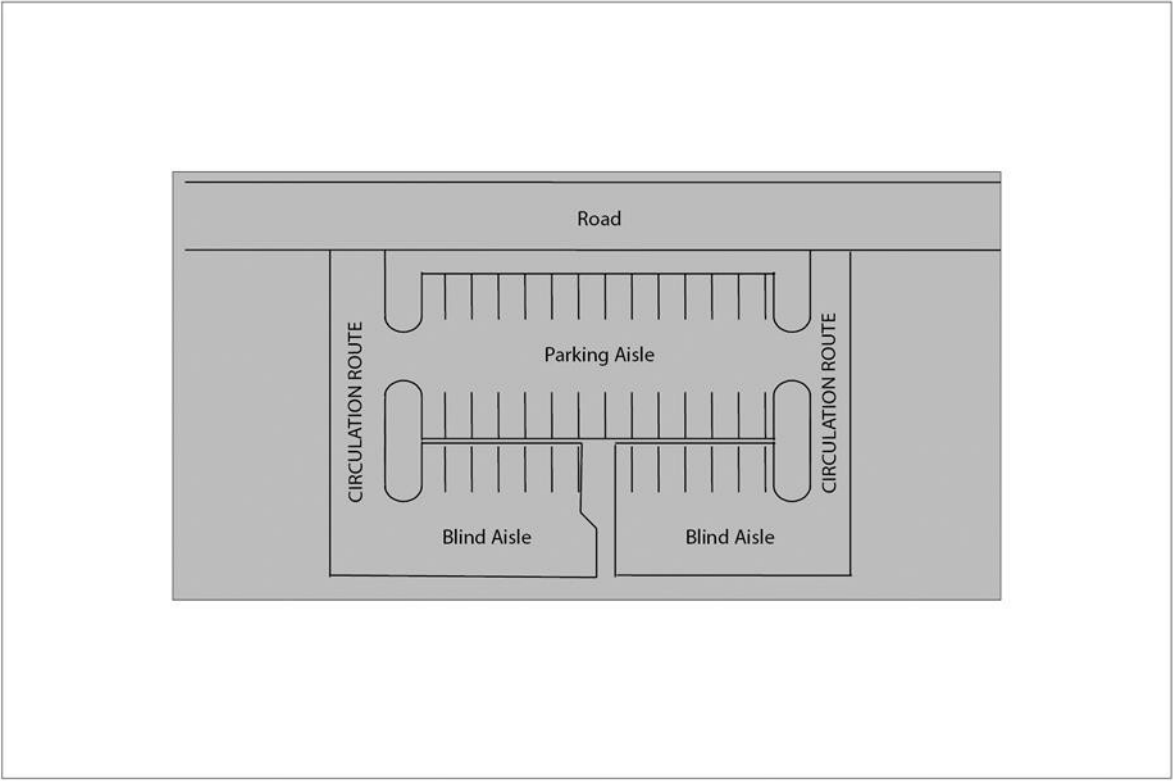 Road
Parking Aisle
CIRCULATION ROUTE
CIRCULATION ROUTE
Blind Aisle
Blind Aisle